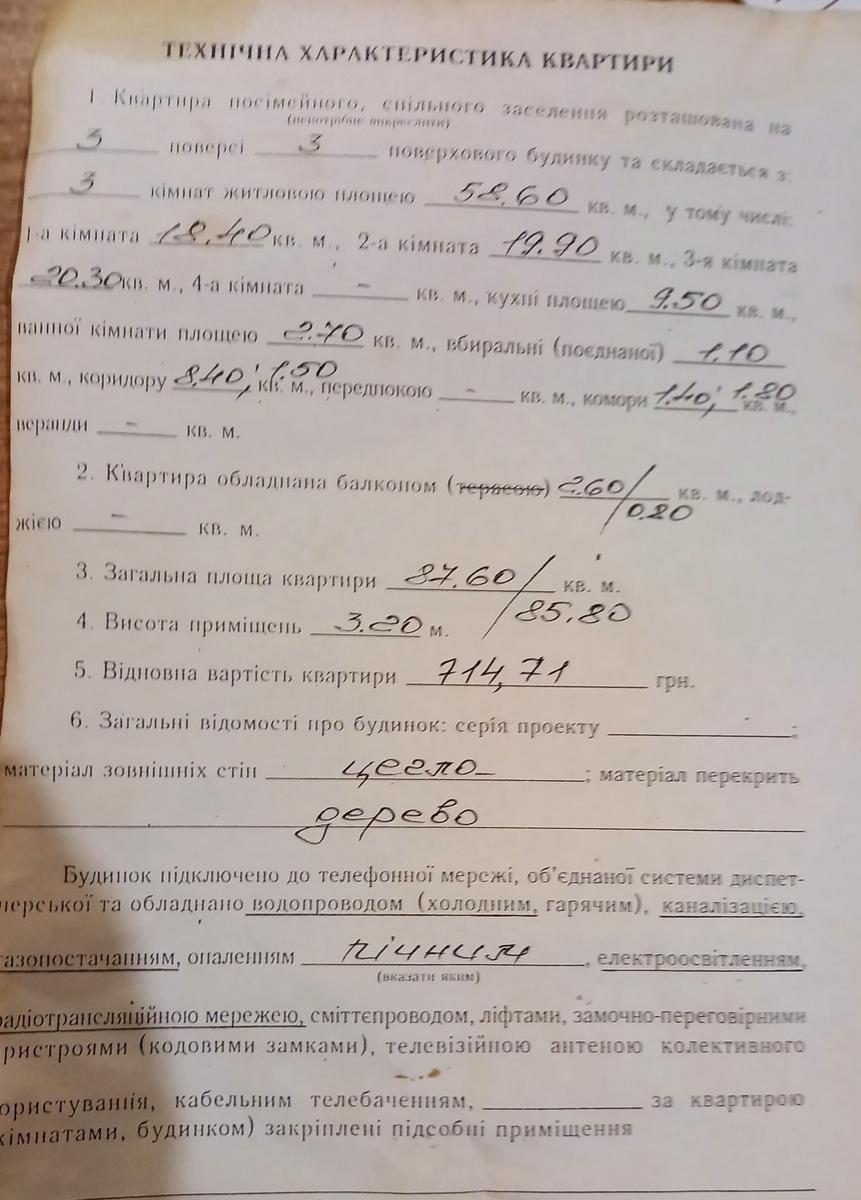 ТЕХНІЧНА ХАРАКТЕРИСТИКА КВАРТИРИ
1. Квартира посімейного, спільного заселення розташована на
(непотрібне викреслити)
3 поверсі 3 поверхового будинку та складається з:
3 кімнат житловою площею 58,60 кв. м., у тому числі:
1-а кімната 18.40 кв. м., 2-а кімната 19.90 кв. м., 3-я кімната
20.30 кв. м., 4-а кімната - кв. м., кухні площею 9.50 кв. м.,
ванної кімнати площею 2.70 кв. м., вбиральні (поєднаної) 1.10
кв. м., коридору 8.40; 1.50 кв. м., передпокою - кв. м., комори 1.40; 1.80 кв. м.,
веранди - кв. м.
2. Квартира обладнана балконом (терасою) 2.60/0.80 кв. м., лод-
жією - кв. м.
3. Загальна площа квартири 87.60/85.80 кв. м.
4. Висота приміщень 3.20 м.
5. Відновна вартість квартири 714,71 грн.
6. Загальні відомості про будинок: серія проекту ;
матеріал зовнішніх стін цегло ; матеріал перекрить
дерево
Будинок підключено до телефонної мережі, об'єднаної системи диспет-
черської та обладнано водопроводом (холодним, гарячим), каналізацією,
газопостачанням, опаленням пічним , електроосвітленням,
(вказати яким)
радіотрансляційною мережею, сміттєпроводом, ліфтами, замочно-переговірними
ристроями (кодовими замками), телевізійною антеною колективного
ористування, кабельним телебаченням, за квартирою
кімнатами, будинком) закріплені підсобні приміщення